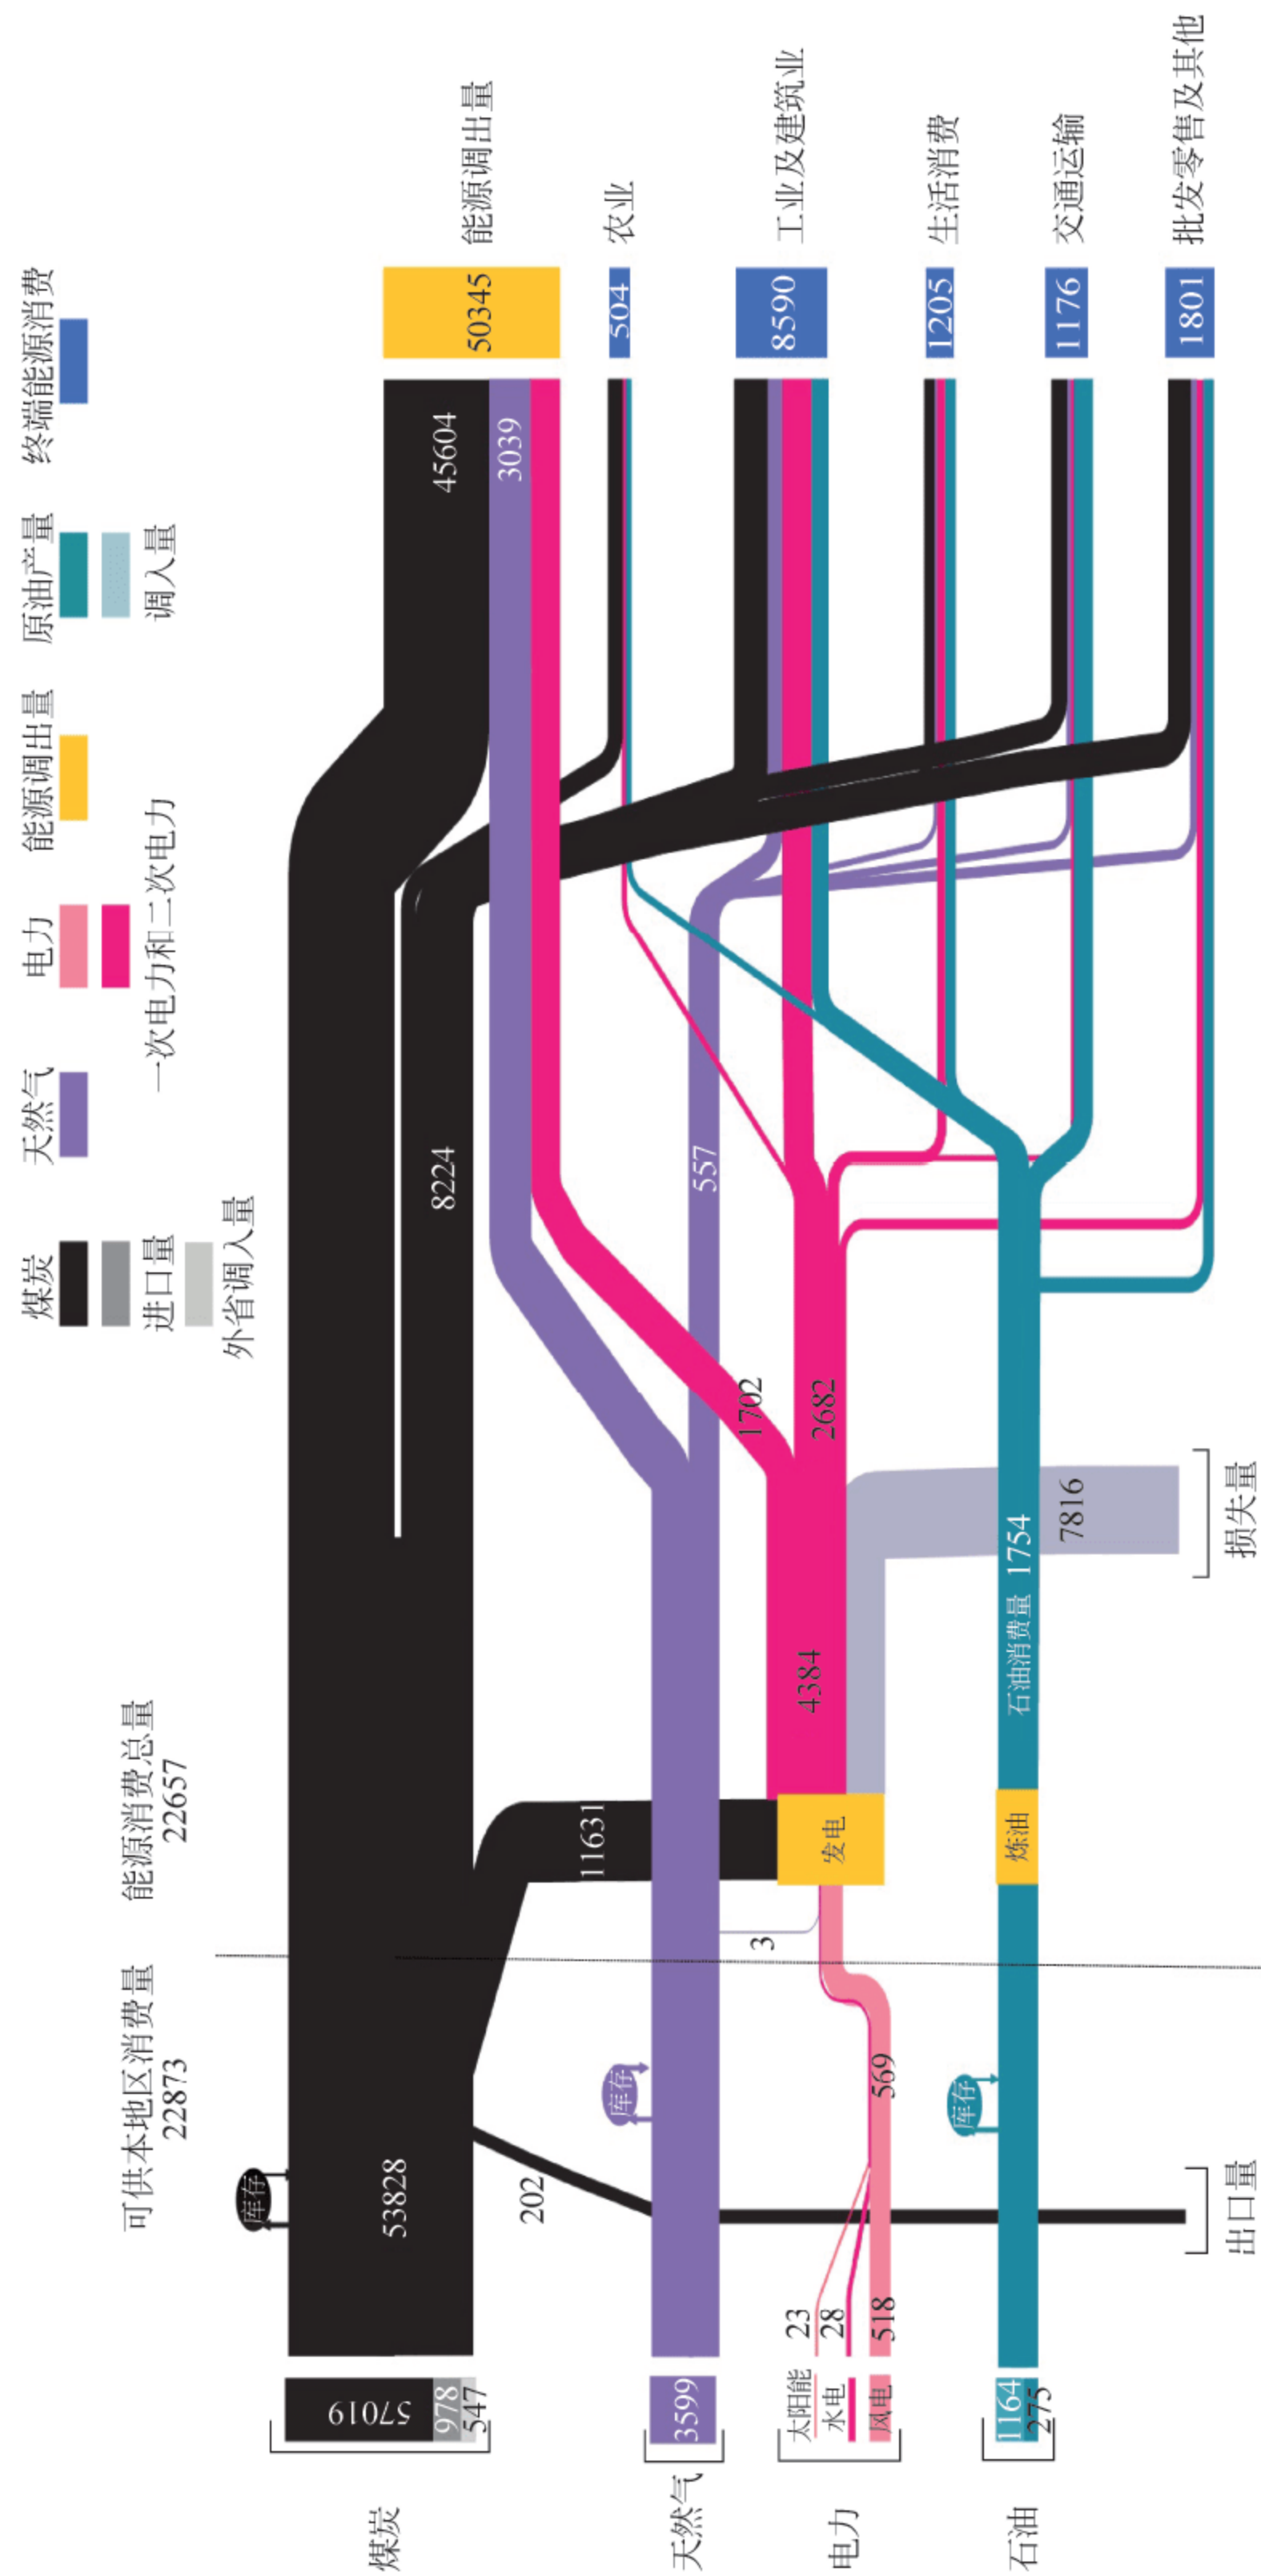 煤炭
进口量
外省调入量
天然气
电力
一次电力和二次电力
能源调出量
原油产量
调入量
终端能源消费
可供本地区消费量
22873
能源消费总量
22657
煤炭
57019
978
547
库存
53828
202
11631
8224
45604
3039
50345
能源调出量
504
农业
天然气
3599
库存
3
557
1702
8590
工业及建筑业
电力
太阳能
23
水电
28
风电
518
569
发电
4384
2682
1205
生活消费
石油
1164
275
库存
炼油
石油消费量 1754
7816
1176
交通运输
1801
批发零售及其他
出口量
损失量